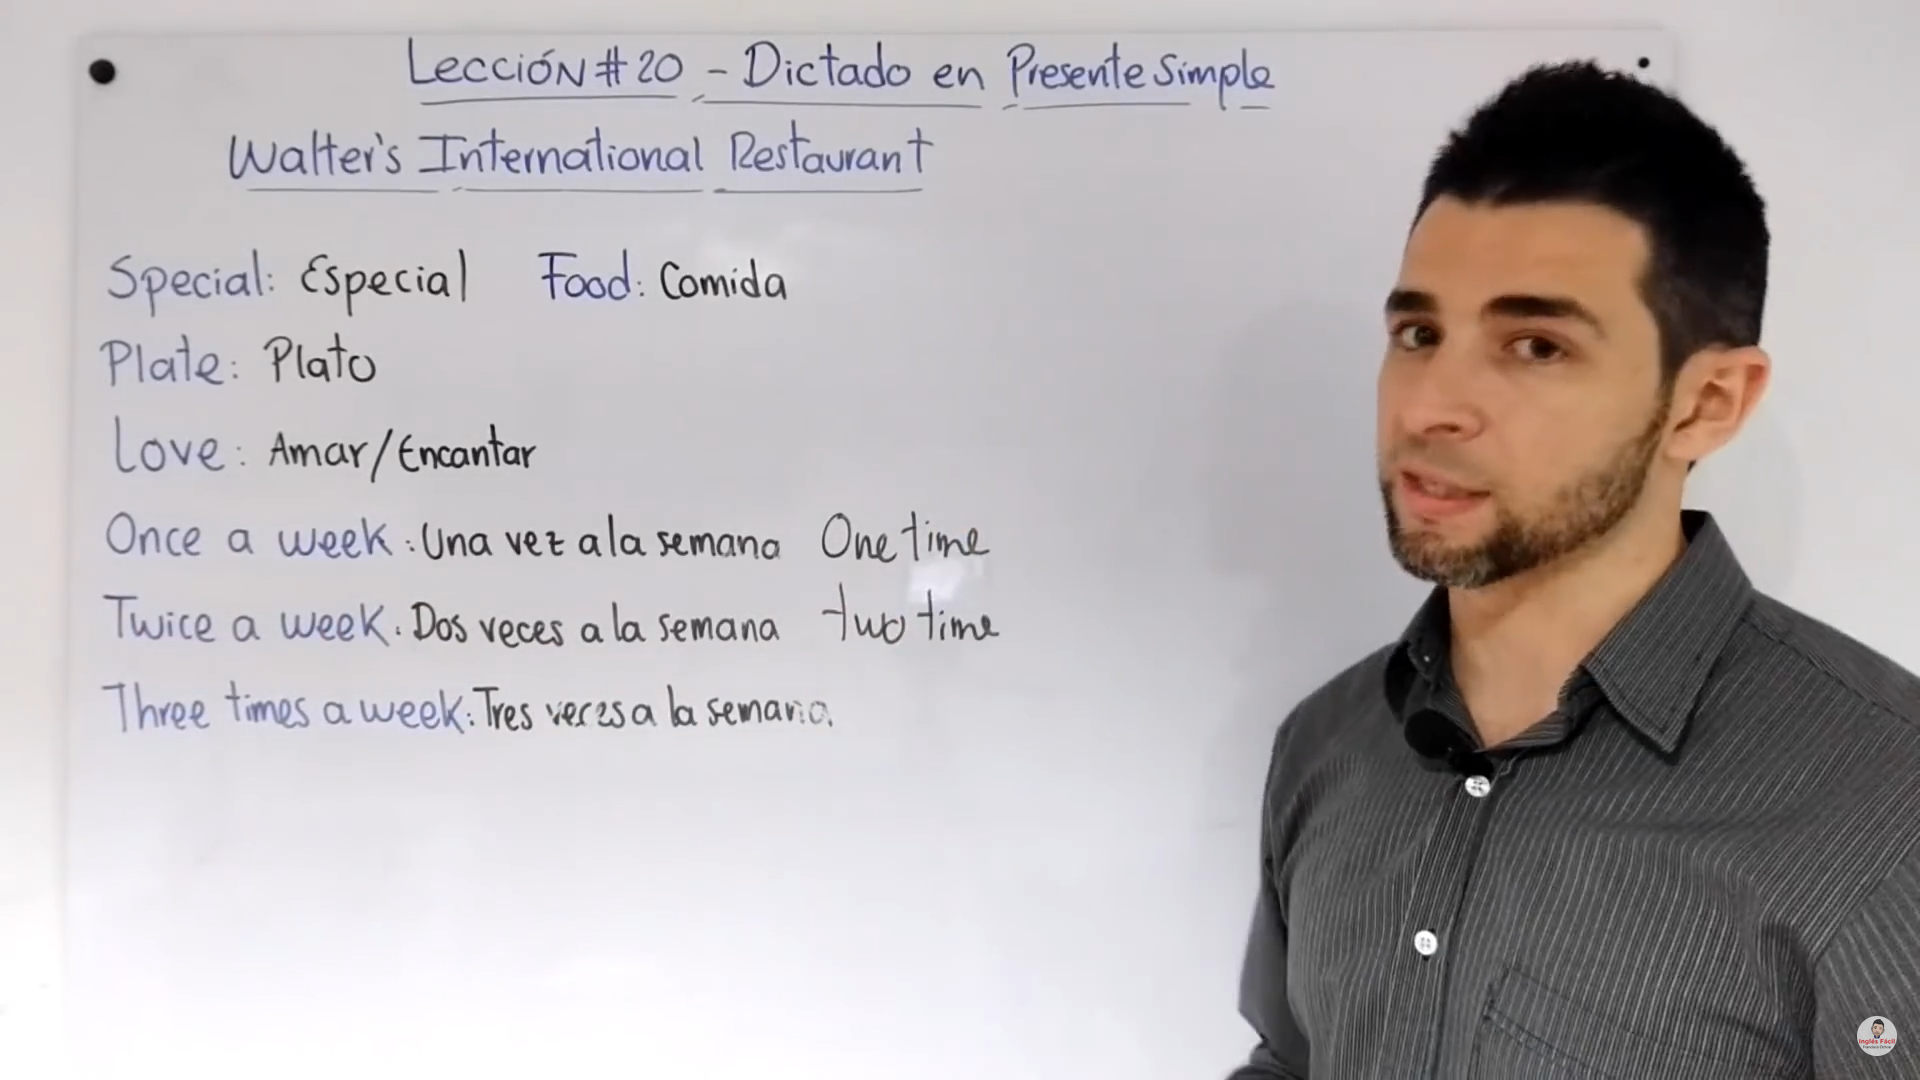 Lección # 20 - Dictado en Presente Simple
Walter's International Restaurant
Special: Especial Food: Comida
Plate: Plato
Love: Amar/Encantar
Once a week: Una vez a la semana One time
Twice a week: Dos veces a la semana two time
Three times a week: Tres veces a la semana
Inglés Fácil